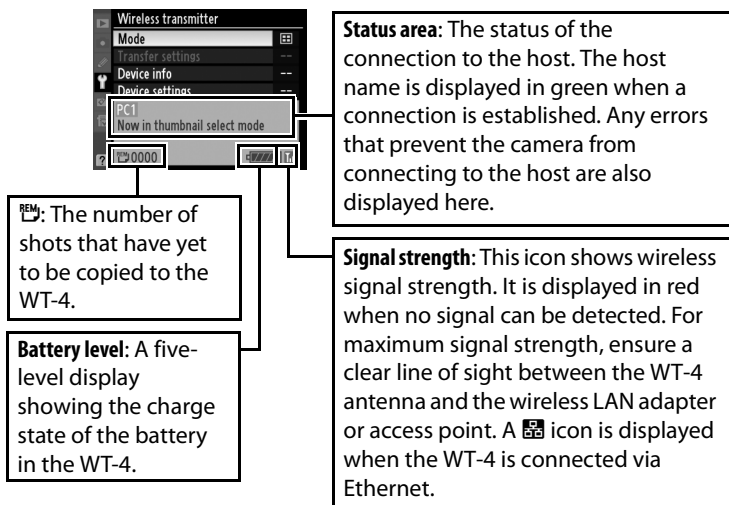 Wireless transmitter
Mode
Transfer settings --
Device info --
Device settings --
PC1
Now in thumbnail select mode
REM 0000
?
Status area: The status of the
connection to the host. The host
name is displayed in green when a
connection is established. Any errors
that prevent the camera from
connecting to the host are also
displayed here.
REM: The number of
shots that have yet
to be copied to the
WT-4.
Battery level: A five-
level display
showing the charge
state of the battery
in the WT-4.
Signal strength: This icon shows wireless
signal strength. It is displayed in red
when no signal can be detected. For
maximum signal strength, ensure a
clear line of sight between the WT-4
antenna and the wireless LAN adapter
or access point. A icon is displayed
when the WT-4 is connected via
Ethernet.